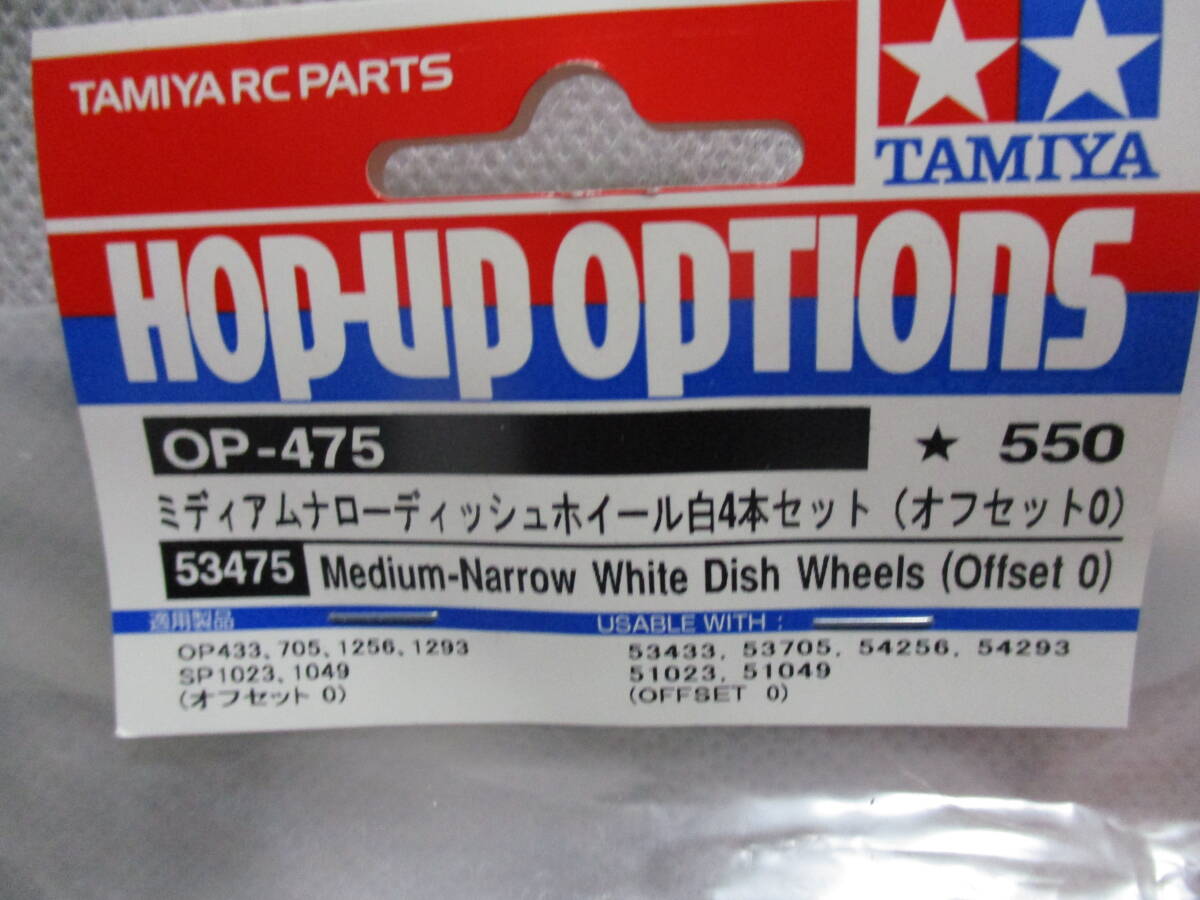 TAMIYA RC PARTS
TAMIYA
HOP-UP OPTIONS
OP-475
★ 550
ミディアムナローディッシュホイール白4本セット (オフセット0)
53475 Medium-Narrow White Dish Wheels (Offset 0)
適用製品
USABLE WITH :
OP433、705、1256、1293
SP1023、1049
(オフセット 0)
53433, 53705, 54256, 54293
51023, 51049
(OFFSET 0)